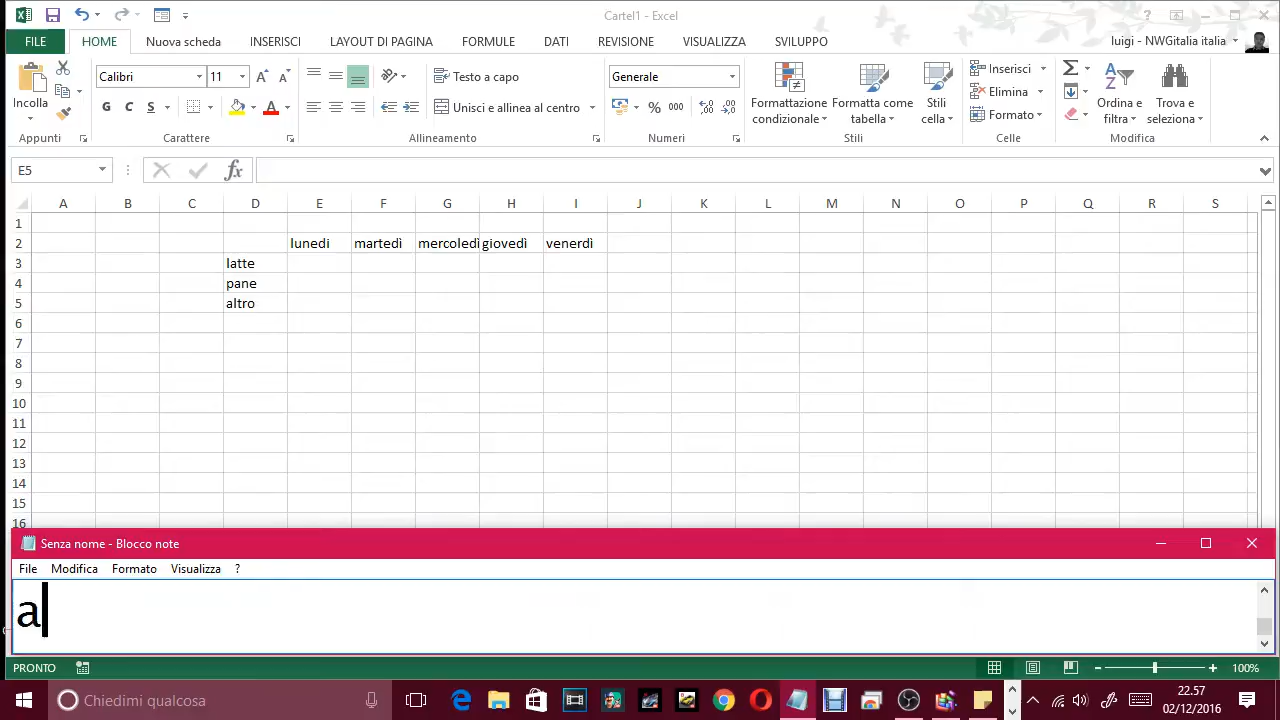 Cartel1 - Excel
?
FILE HOME Nuova scheda INSERISCI LAYOUT DI PAGINA FORMULE DATI REVISIONE VISUALIZZA SVILUPPO luigi - NWGitalia italia
Incolla
Calibri 11 A A
Testo a capo
Generale
G C S A
Unisci e allinea al centro
% 000
Formattazione condizionale
Formatta come tabella
Stili cella
Inserisci
Elimina
Formato
Ordina e filtra
Trova e seleziona
Appunti Carattere Allineamento Numeri Stili Celle Modifica
E5 fx
A B C D E F G H I J K L M N O P Q R S
1
2 lunedi martedì mercoledì giovedì venerdì
3 latte
4 pane
5 altro
6
7
8
9
10
11
12
13
14
15
16
Senza nome - Blocco note
File Modifica Formato Visualizza ?
a
PRONTO 100%
Chiedimi qualcosa 22.57
02/12/2016